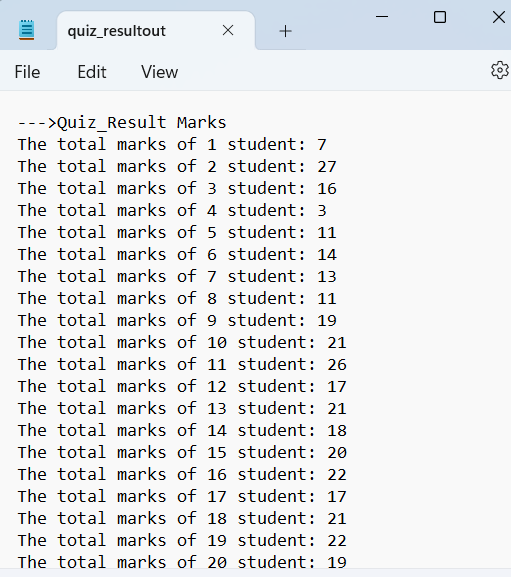 quiz_resultout
File Edit View
--->Quiz_Result Marks
The total marks of 1 student: 7
The total marks of 2 student: 27
The total marks of 3 student: 16
The total marks of 4 student: 3
The total marks of 5 student: 11
The total marks of 6 student: 14
The total marks of 7 student: 13
The total marks of 8 student: 11
The total marks of 9 student: 19
The total marks of 10 student: 21
The total marks of 11 student: 26
The total marks of 12 student: 17
The total marks of 13 student: 21
The total marks of 14 student: 18
The total marks of 15 student: 20
The total marks of 16 student: 22
The total marks of 17 student: 17
The total marks of 18 student: 21
The total marks of 19 student: 22
The total marks of 20 student: 19